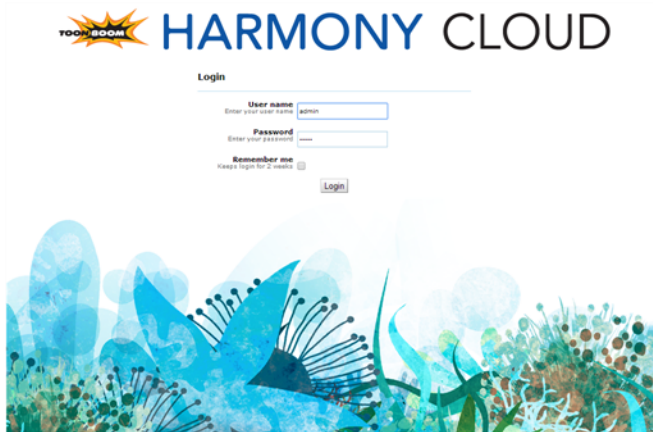 TOON BOOM HARMONY CLOUD
Login
User name
Enter your user name
admin
Password
Enter your password
Remember me
Keeps login for 2 weeks
Login